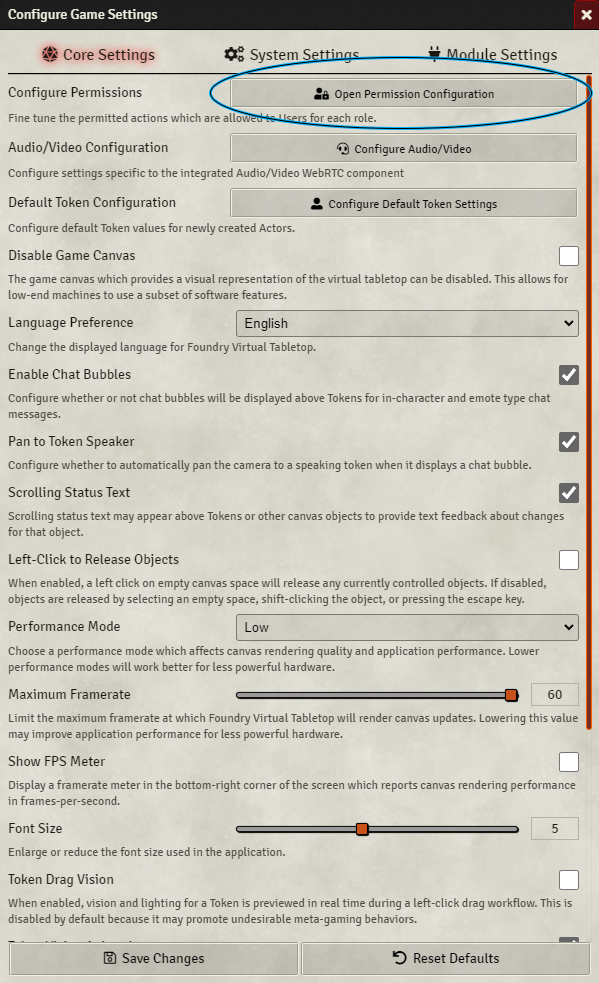 Configure Game Settings
Core Settings
System Settings
Module Settings
Configure Permissions
Open Permission Configuration
Fine tune the permitted actions which are allowed to Users for each role.
Audio/Video Configuration
Configure Audio/Video
Configure settings specific to the integrated Audio/Video WebRTC component
Default Token Configuration
Configure Default Token Settings
Configure default Token values for newly created Actors.
Disable Game Canvas
The game canvas which provides a visual representation of the virtual tabletop can be disabled. This allows for
low-end machines to use a subset of software features.
Language Preference
English
Change the displayed language for Foundry Virtual Tabletop.
Enable Chat Bubbles
Configure whether or not chat bubbles will be displayed above Tokens for in-character and emote type chat
messages.
Pan to Token Speaker
Configure whether to automatically pan the camera to a speaking token when it displays a chat bubble.
Scrolling Status Text
Scrolling status text may appear above Tokens or other canvas objects to provide text feedback about changes
for that object.
Left-Click to Release Objects
When enabled, a left click on empty canvas space will release any currently controlled objects. If disabled,
objects are released by selecting an empty space, shift-clicking the object, or pressing the escape key.
Performance Mode
Low
Choose a performance mode which affects canvas rendering quality and application performance. Lower
performance modes will work better for less powerful hardware.
Maximum Framerate
60
Limit the maximum framerate at which Foundry Virtual Tabletop will render canvas updates. Lowering this value
may improve application performance for less powerful hardware.
Show FPS Meter
Display a framerate meter in the bottom-right corner of the screen which reports canvas rendering performance
in frames-per-second.
Font Size
5
Enlarge or reduce the font size used in the application.
Token Drag Vision
When enabled, vision and lighting for a Token is previewed in real time during a left-click drag workflow. This is
disabled by default because it may promote undesirable meta-gaming behaviors.
Save Changes
Reset Defaults